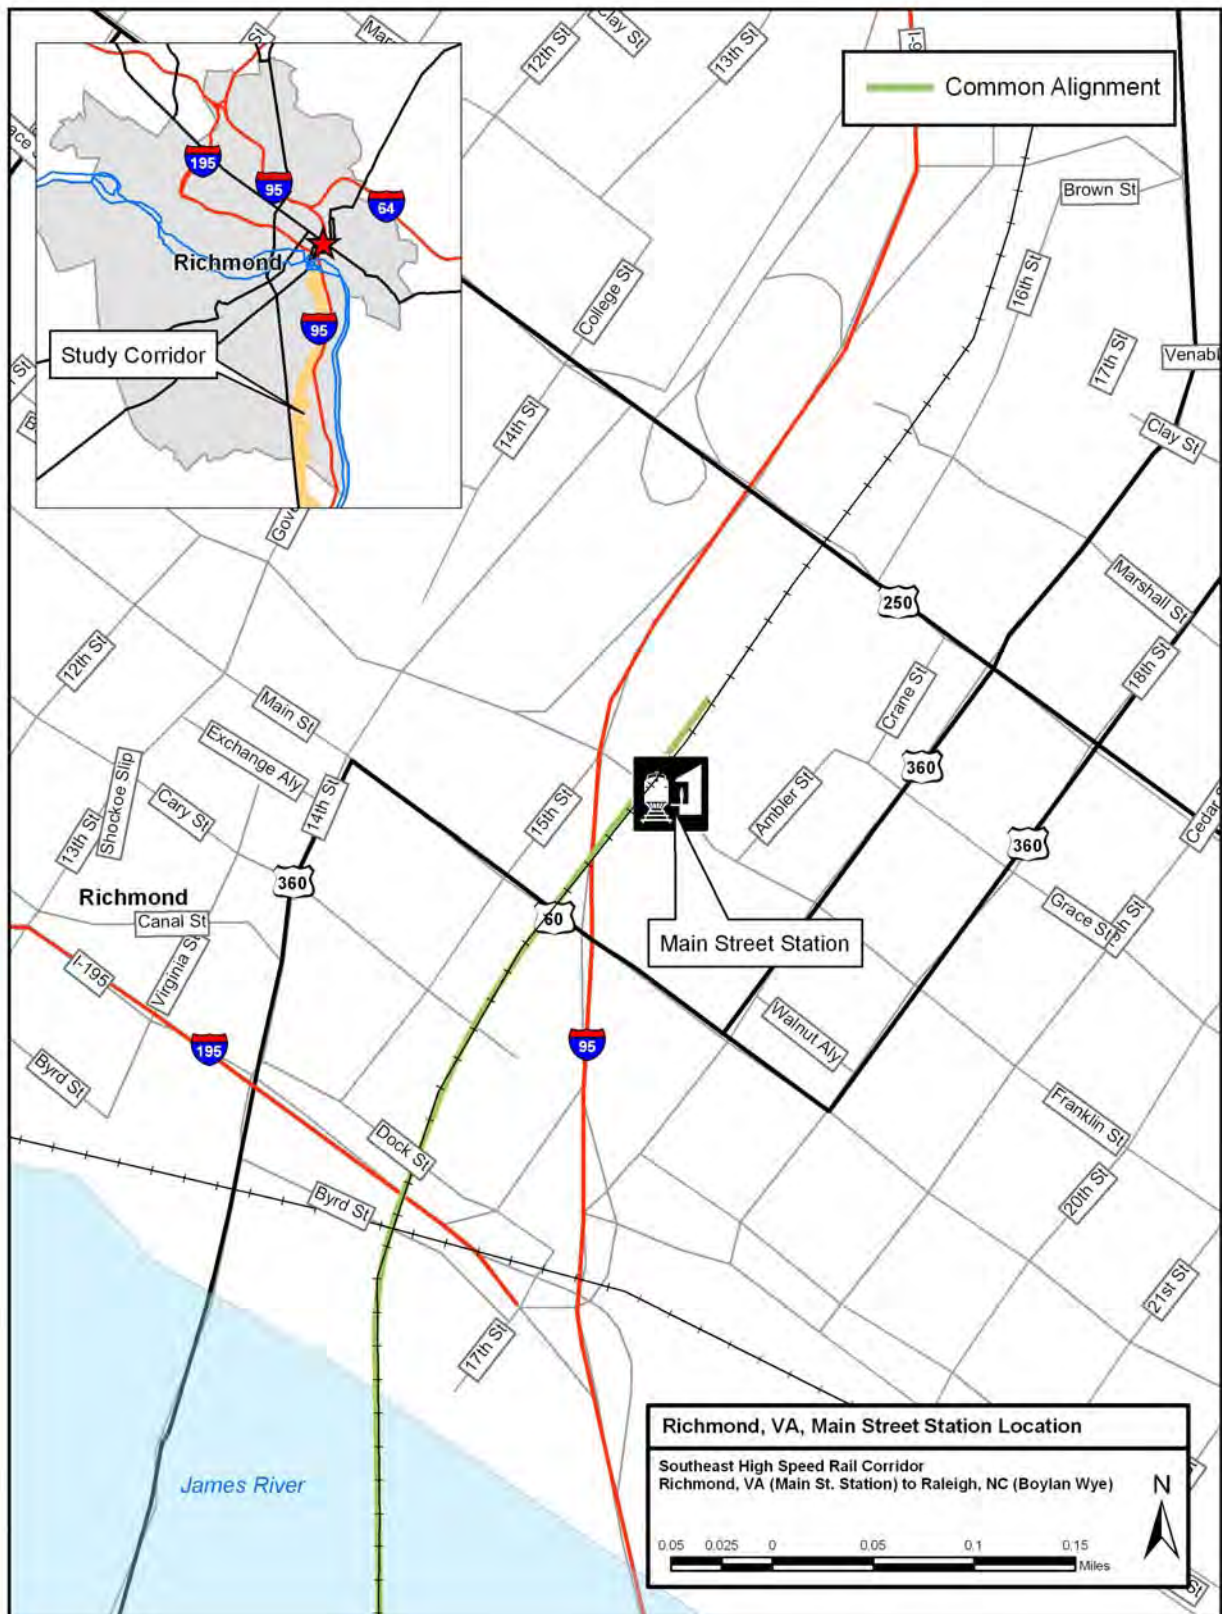 12th St
Clay St
13th St
Common Alignment
195
95
64
Richmond
95
Study Corridor
Brown St
16th St
College St
17th St
14th St
Clay St
250
Marshall St
12th St
18th St
Crane St
Main St
Exchange Aly
Shockoe Slip
14th St
15th St
360
Ambler St
Cary St
13th St
360
360
Richmond
60
Canal St
Main Street Station
Grace St
I-195
Virginia St
195
95
Walnut Aly
Byrd St
Dock St
Franklin St
Byrd St
20th St
21st St
17th St
James River
Richmond, VA, Main Street Station Location
Southeast High Speed Rail Corridor
Richmond, VA (Main St. Station) to Raleigh, NC (Boylan Wye)
N
0.05 0.025 0 0.05 0.1 0.15
Miles
St